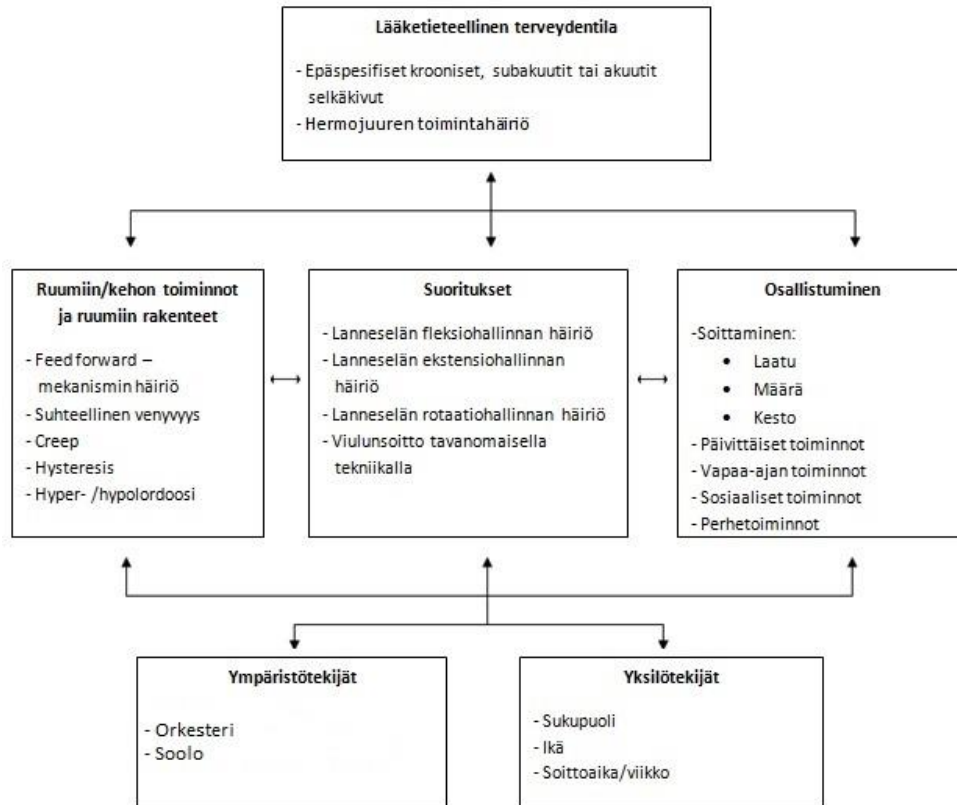 Lääketieteellinen terveydentila
- Epäspesifiset krooniset, subakuutit tai akuutit
selkäkivut
- Hermojuuren toimintahäiriö
Ruumiin/kehon toiminnot
ja ruumiin rakenteet
- Feed forward –
mekanismin häiriö
- Suhteellinen venyvyys
- Creep
- Hysteresis
- Hyper- /hypolordoosi
Suoritukset
- Lanneselän fleksiohallinnan häiriö
- Lanneselän ekstensiohallinnan
häiriö
- Lanneselän rotaatiohallinnan häiriö
- Viulunsoitto tavanomaisella
tekniikalla
Osallistuminen
-Soittaminen:
• Laatu
• Määrä
• Kesto
- Päivittäiset toiminnot
- Vapaa-ajan toiminnot
- Sosiaaliset toiminnot
- Perhetoiminnot
Ympäristötekijät
- Orkesteri
- Soolo
Yksilötekijät
- Sukupuoli
- Ikä
- Soittoaika/viikko